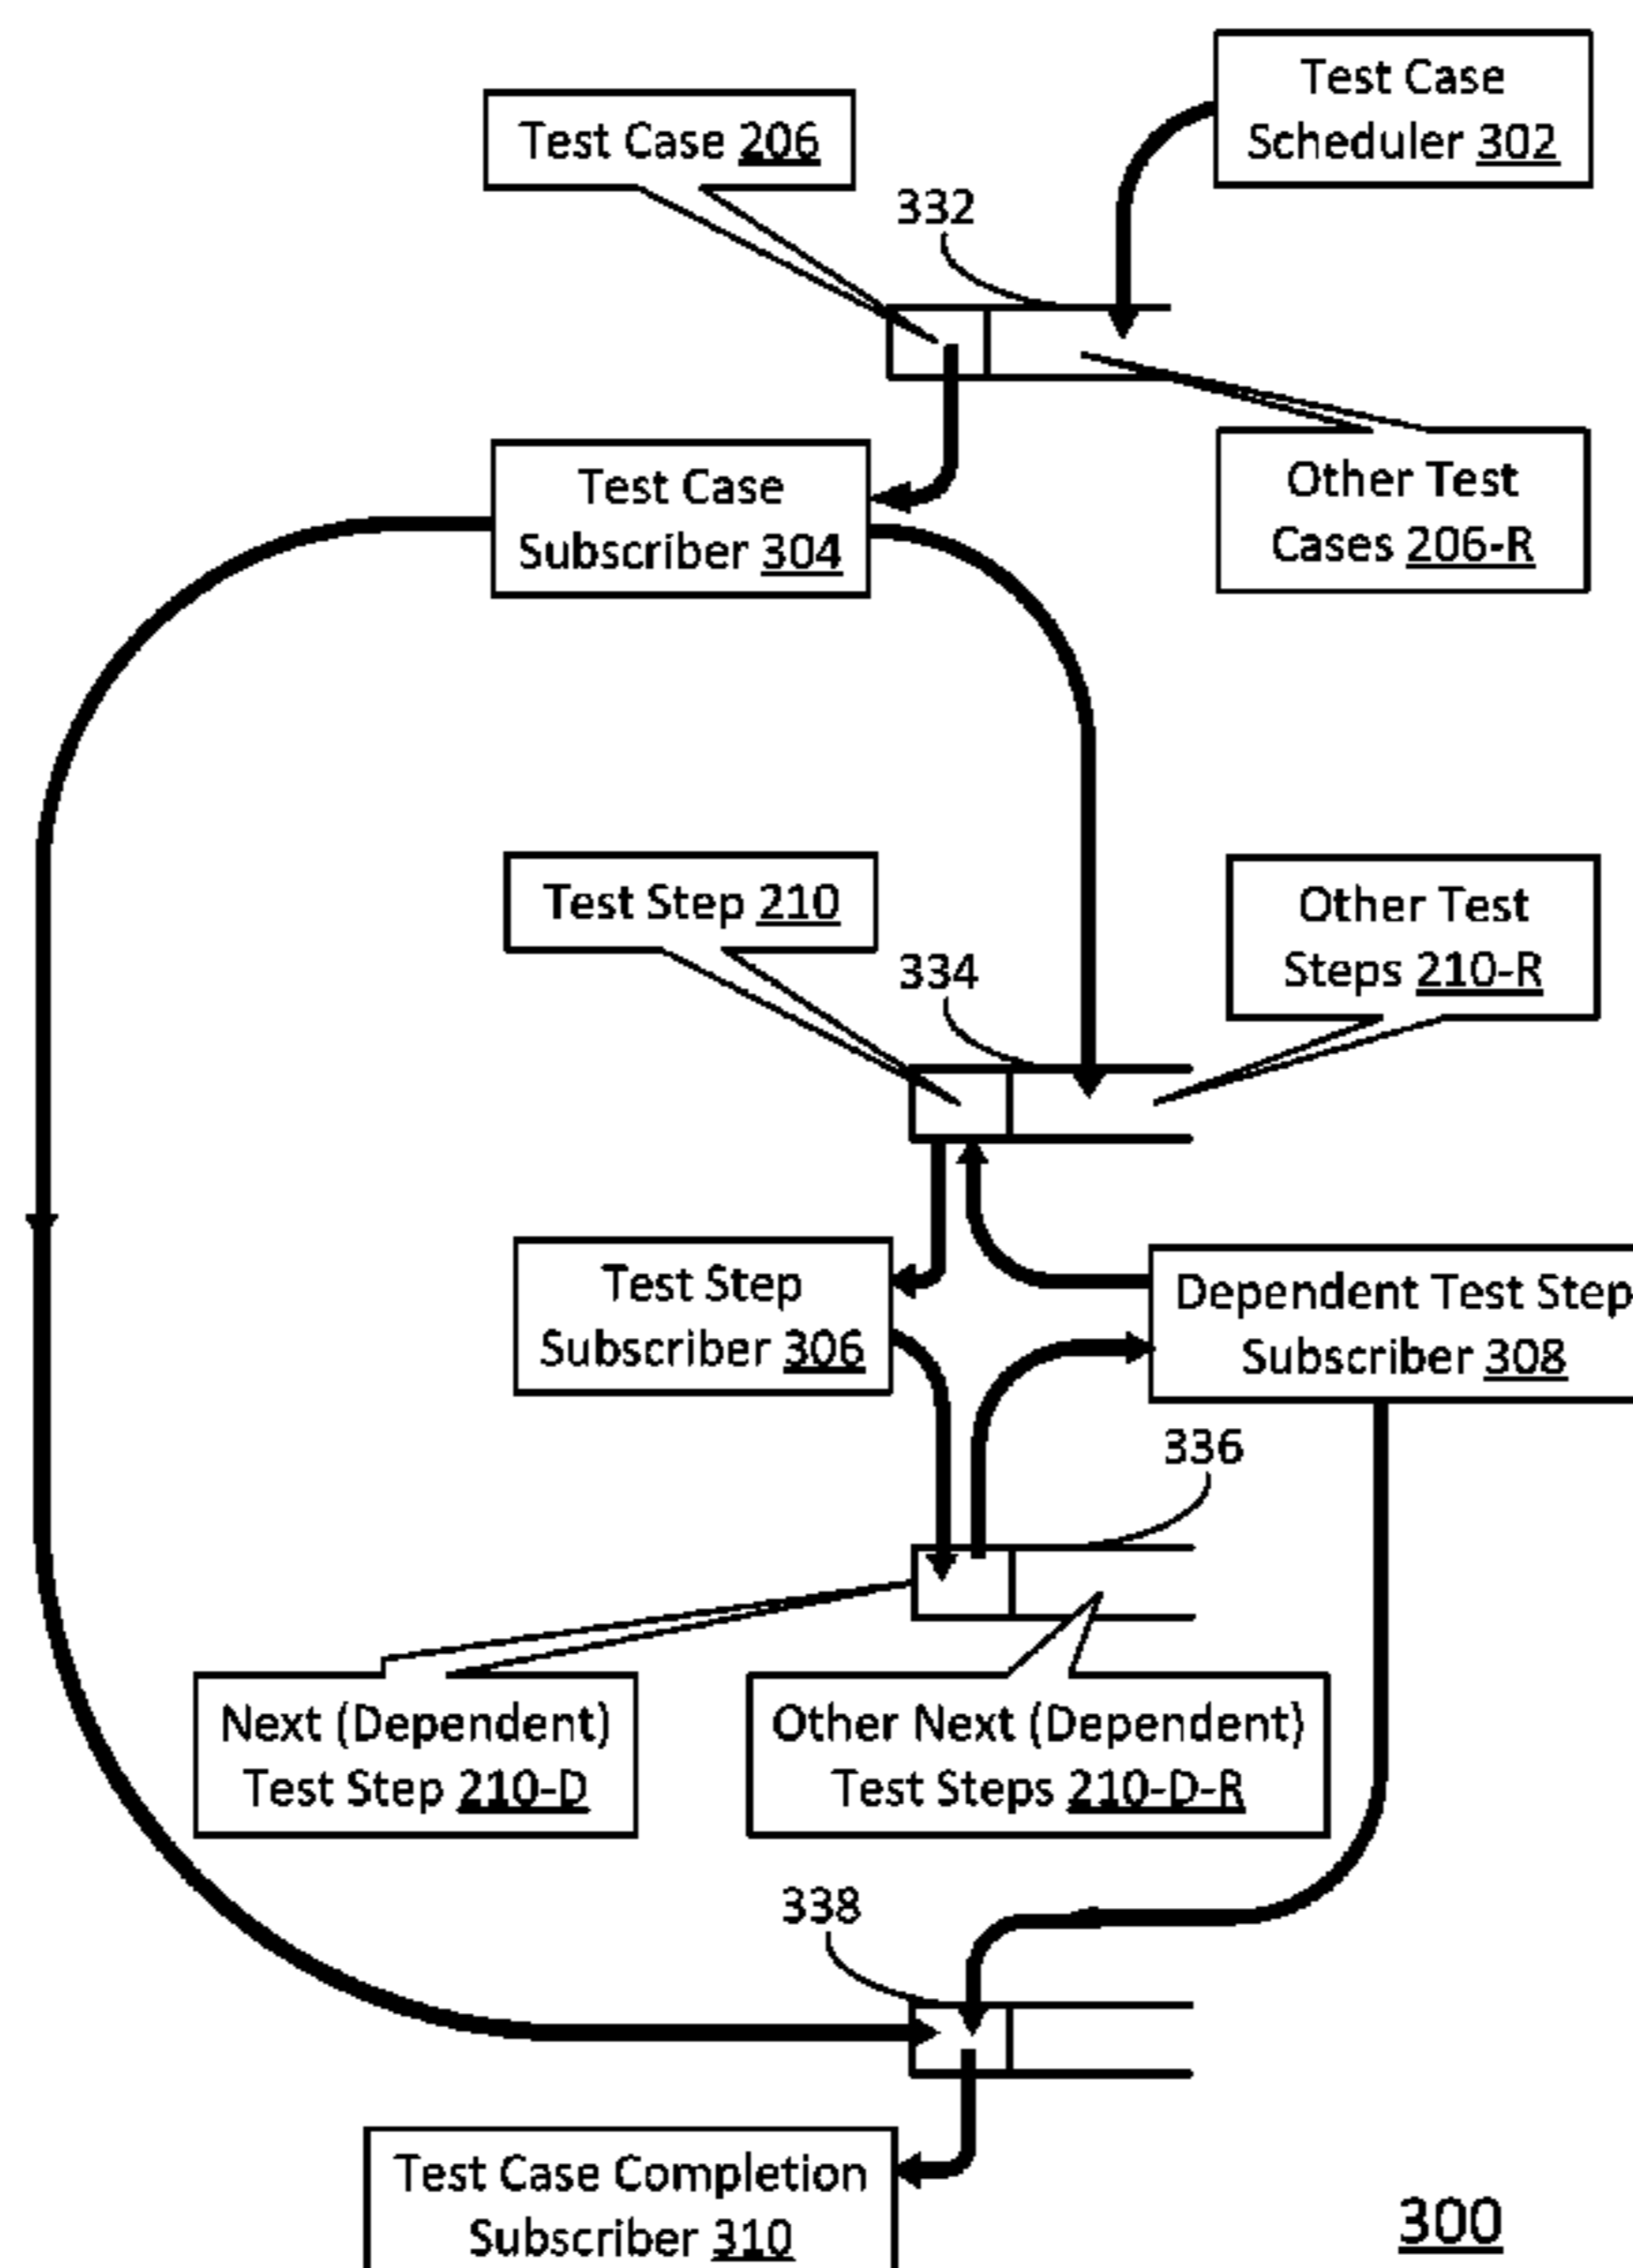 Test Case
Scheduler 302
Test Case 206
332
Test Case
Subscriber 304
Other Test
Cases 206-R
Test Step 210
Other Test
Steps 210-R
334
Test Step
Subscriber 306
Dependent Test Step
Subscriber 308
336
Next (Dependent)
Test Step 210-D
Other Next (Dependent)
Test Steps 210-D-R
338
Test Case Completion
Subscriber 310
300